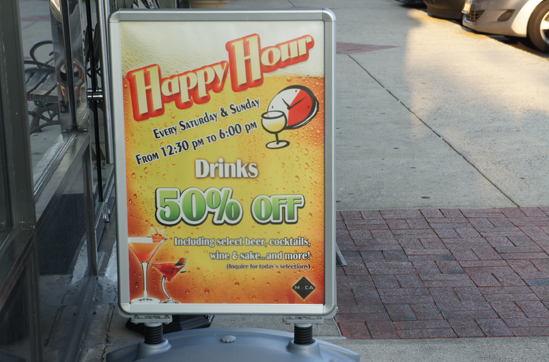 Happy Hour
Every Saturday & Sunday
From 12:30 pm to 6:00 pm
Drinks
50% off
Including select beer, cocktails,
wine & sake...and more!
(Inquire for today's selections)